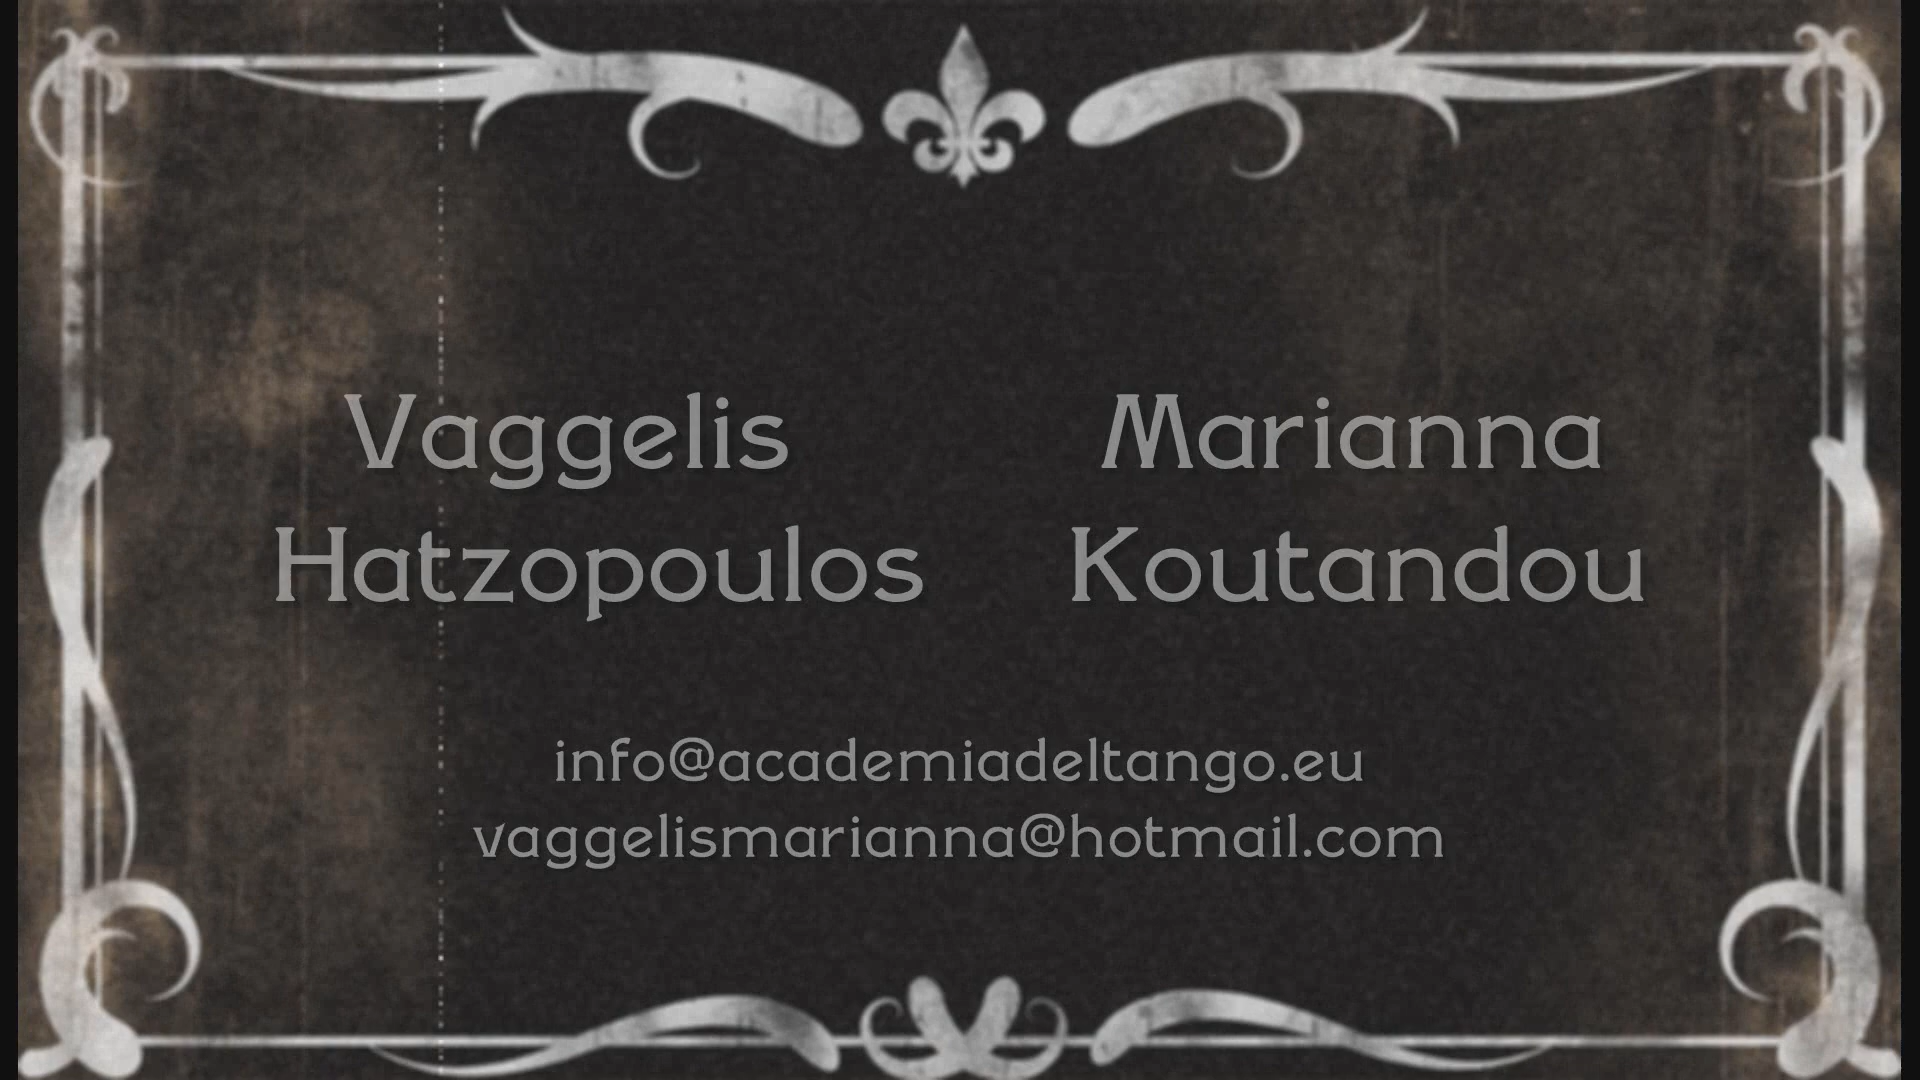 Vaggelis Marianna
Hatzopoulos Koutandou
info@academiadeltango.eu
vaggelismarianna@hotmail.com